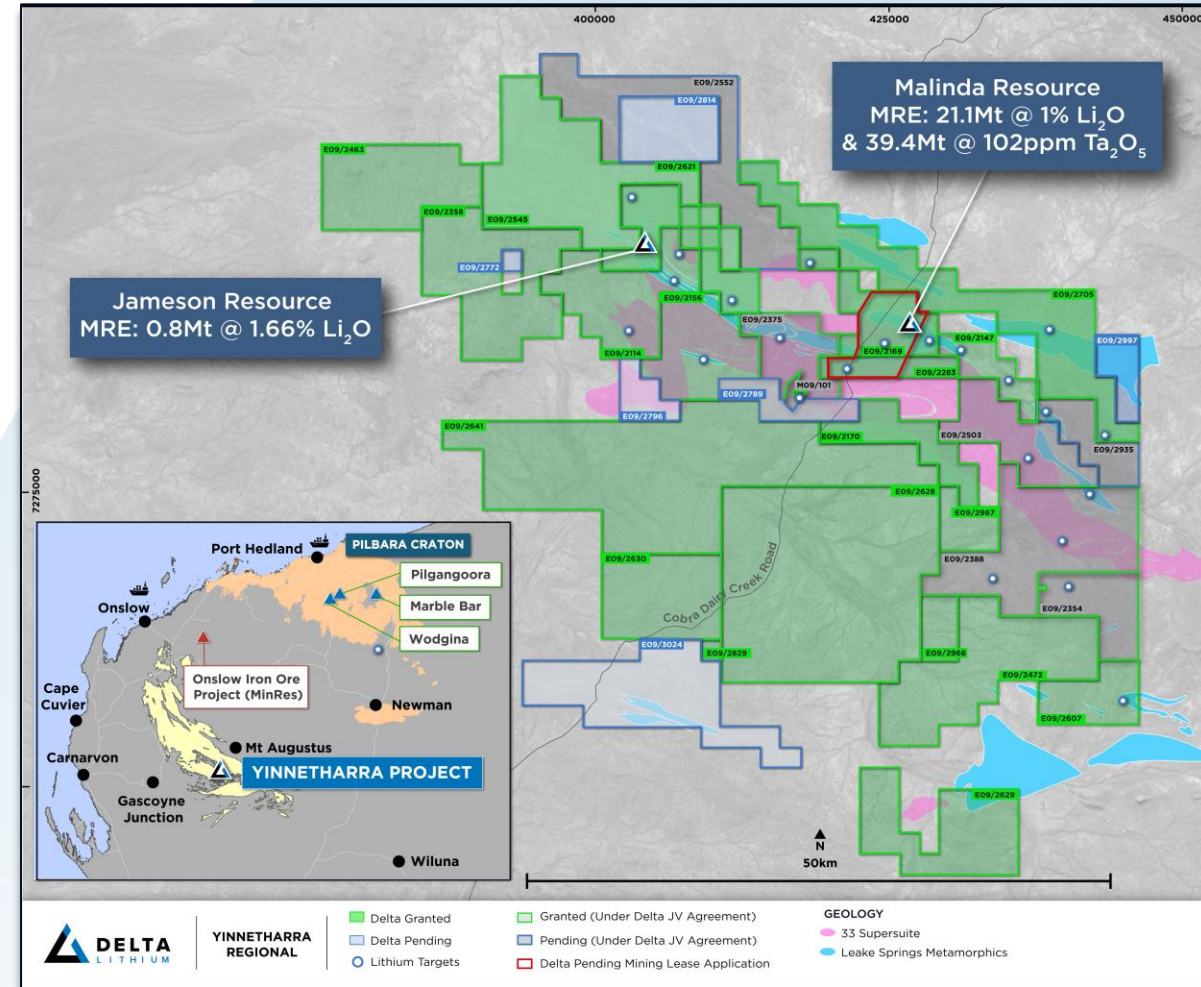 400000
425000
450000
7275000
E09/2552
E09/2814
Malinda Resource
MRE: 21.1Mt @ 1% Li₂O
& 39.4Mt @ 102ppm Ta₂O₅
E09/2463
E09/2621
E09/2358
E09/2545
E09/2772
Jameson Resource
MRE: 0.8Mt @ 1.66% Li₂O
E09/2156
E09/2705
E09/2375
E09/2997
E09/2114
E09/2169
E09/2147
E09/2283
M09/101
E09/2789
E09/2796
E09/2641
E09/2170
E09/2503
E09/2935
E09/2628
E09/2967
E09/2630
E09/2388
E09/2354
Cobra Dairy Creek Road
E09/3024
E09/2829
E09/2968
E09/2472
E09/2607
E09/2629
N
50km
Port Hedland
PILBARA CRATON
Pilgangoora
Marble Bar
Wodgina
Onslow
Onslow Iron Ore
Project (MinRes)
Cape
Cuvier
Newman
Mt Augustus
Carnarvon
YINNETHARRA PROJECT
Gascoyne
Junction
Wiluna
DELTA
LITHIUM
YINNETHARRA
REGIONAL
Delta Granted
Delta Pending
Lithium Targets
Granted (Under Delta JV Agreement)
Pending (Under Delta JV Agreement)
Delta Pending Mining Lease Application
GEOLOGY
33 Supersuite
Leake Springs Metamorphics